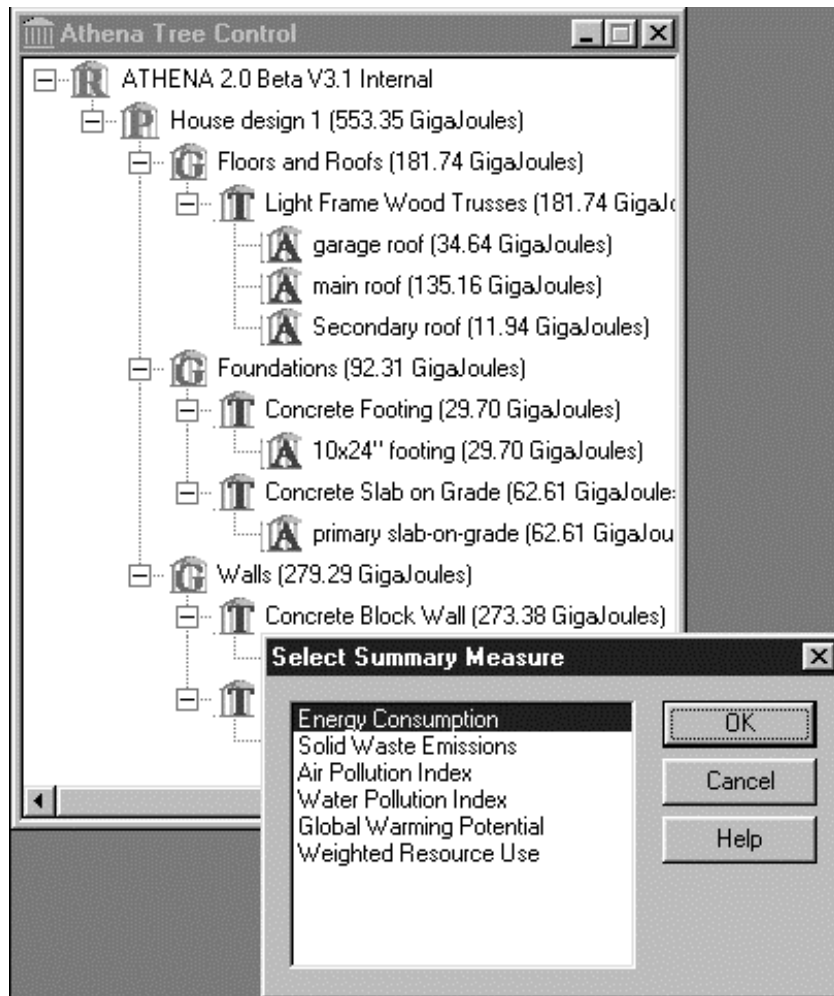 Athena Tree Control
R ATHENA 2.0 Beta V3.1 Internal
P House design 1 (553.35 GigaJoules)
G Floors and Roofs (181.74 GigaJoules)
T Light Frame Wood Trusses (181.74 GigaJo
A garage roof (34.64 GigaJoules)
A main roof (135.16 GigaJoules)
A Secondary roof (11.94 GigaJoules)
G Foundations (92.31 GigaJoules)
T Concrete Footing (29.70 GigaJoules)
A 10x24" footing (29.70 GigaJoules)
T Concrete Slab on Grade (62.61 GigaJoule
A primary slab-on-grade (62.61 GigaJou
G Walls (279.29 GigaJoules)
T Concrete Block Wall (273.38 GigaJoules)
T
Select Summary Measure
Energy Consumption
Solid Waste Emissions
Air Pollution Index
Water Pollution Index
Global Warming Potential
Weighted Resource Use
OK
Cancel
Help